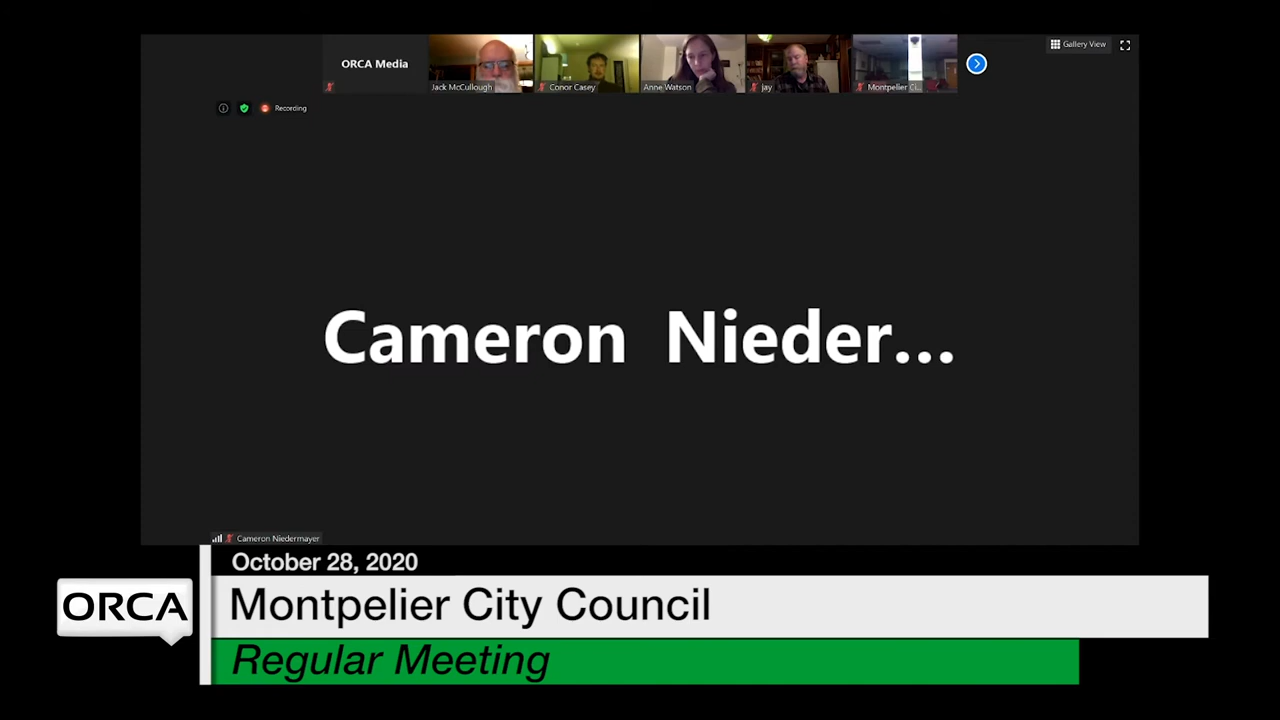 ORCA Media
Jack McCullough
Conor Casey
Anne Watson
Jay
Montpelier Ci...
Gallery View
Recording
Cameron Nieder...
Cameron Niedermayer
October 28, 2020
ORCA
Montpelier City Council
Regular Meeting